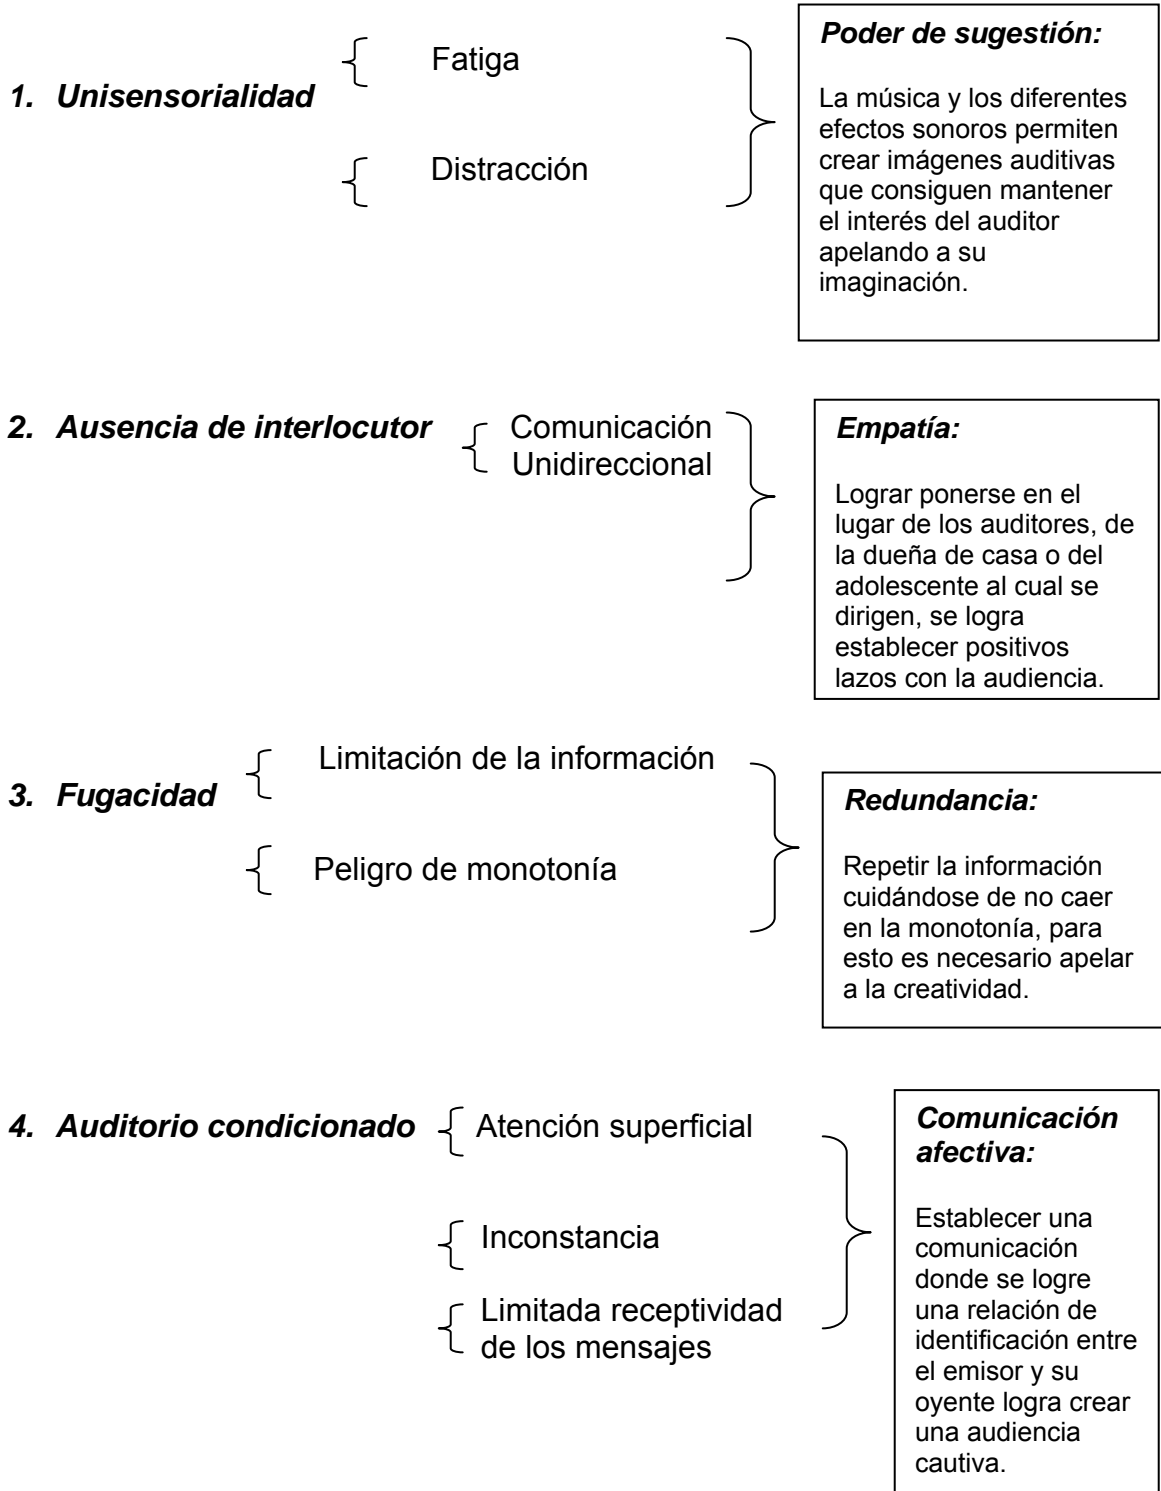 1. Unisensorialidad
Fatiga
Distracción
Poder de sugestión:
La música y los diferentes
efectos sonoros permiten
crear imágenes auditivas
que consiguen mantener
el interés del auditor
apelando a su
imaginación.
2. Ausencia de interlocutor
Comunicación
Unidireccional
Empatía:
Lograr ponerse en el
lugar de los auditores, de
la dueña de casa o del
adolescente al cual se
dirigen, se logra
establecer positivos
lazos con la audiencia.
3. Fugacidad
Limitación de la información
Peligro de monotonía
Redundancia:
Repetir la información
cuidándose de no caer
en la monotonía, para
esto es necesario apelar
a la creatividad.
4. Auditorio condicionado
Atención superficial
Inconstancia
Limitada receptividad
de los mensajes
Comunicación
afectiva:
Establecer una
comunicación
donde se logre
una relación de
identificación entre
el emisor y su
oyente logra crear
una audiencia
cautiva.